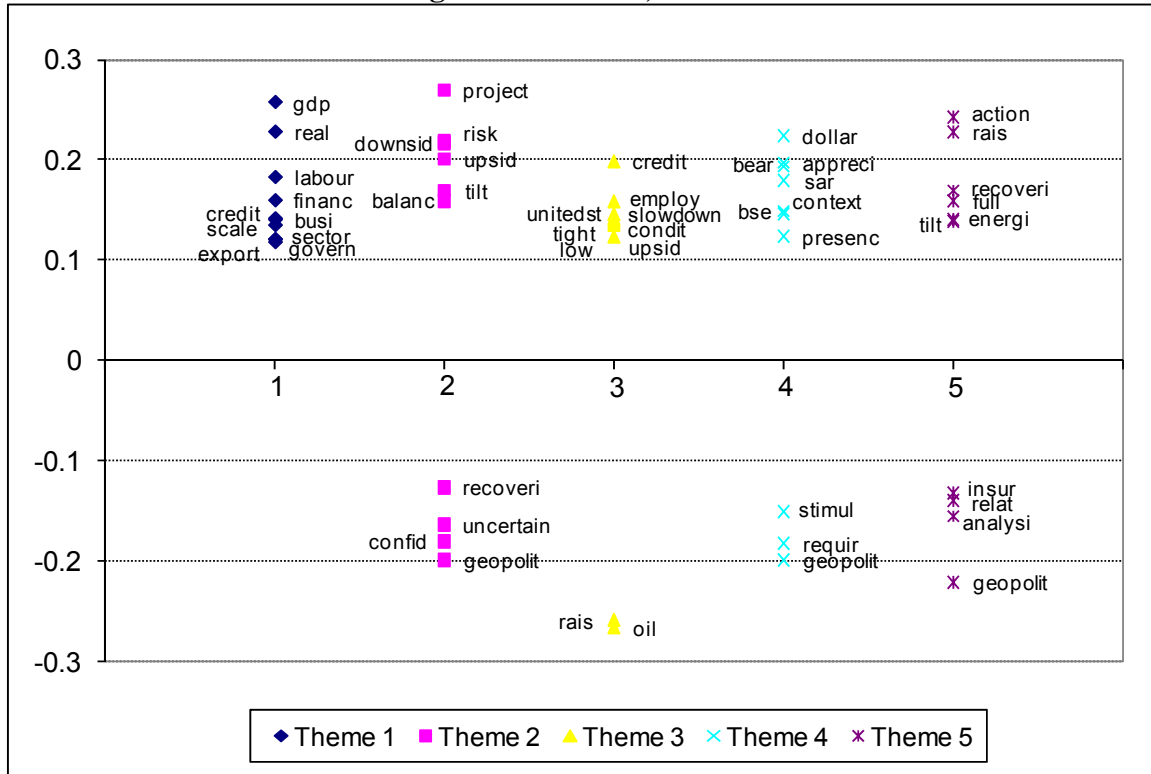 0.3
0.2
0.1
0
-0.1
-0.2
-0.3
1
2
3
4
5
gdp
real
labour
financ
credit
busi
scale
sector
export
govern
project
risk
downsid
upsid
tilt
balanc
recoveri
uncertain
confid
geopolit
credit
employ
unitedst
slowdown
tight
condit
low
upsid
rais
oil
dollar
bear
appreci
sar
context
bse
presenc
stimul
requir
geopolit
action
rais
recoveri
full
tilt
energi
insur
relat
analysi
geopolit
Theme 1 Theme 2 Theme 3 Theme 4 Theme 5